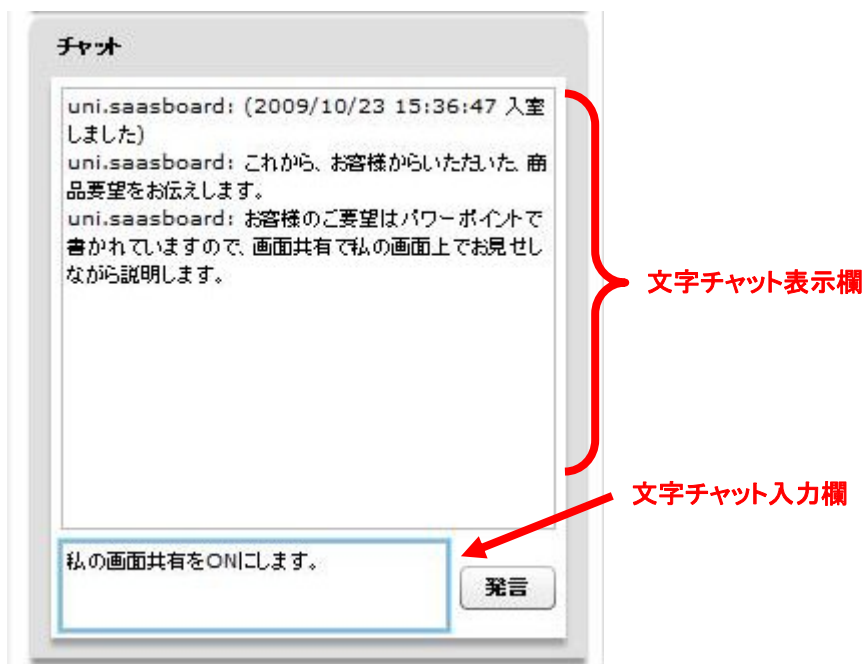 チャット
uni.saasboard: (2009/10/23 15:36:47 入室
しました)
uni.saasboard: これから、お客様からいただいた、商
品要望をお伝えします。
uni.saasboard: お客様のご要望はパワーポイントで
書かれていますので、画面共有で私の画面上でお見せし
ながら説明します。
文字チャット表示欄
文字チャット入力欄
私の画面共有をONにします。
発言